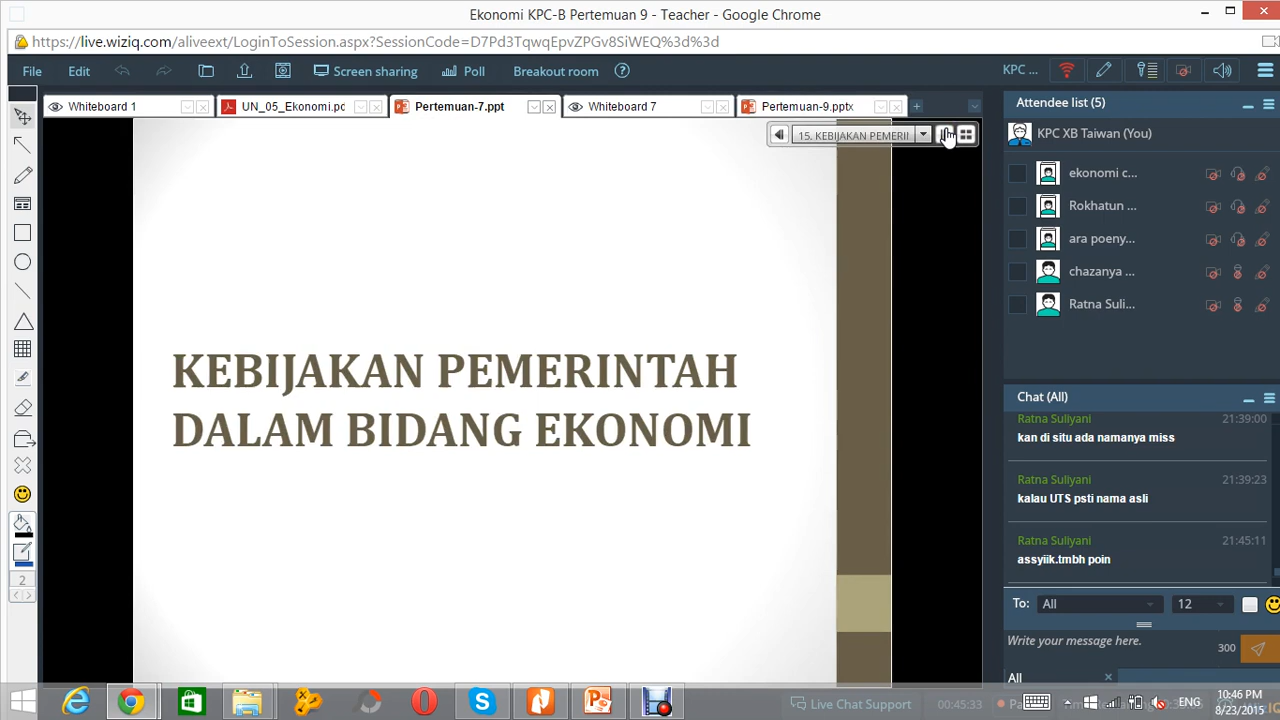 Ekonomi KPC-B Pertemuan 9 - Teacher - Google Chrome
https://live.wiziq.com/aliveext/LoginToSession.aspx?SessionCode=D7Pd3TqwqEpvZPGv8SiWEQ%3d%3d
File Edit Screen sharing Poll Breakout room ? KPC ...
Whiteboard 1 UN_05_Ekonomi.pc Pertemuan-7.ppt Whiteboard 7 Pertemuan-9.pptx
15. KEBIJAKAN PEMERII
KEBIJAKAN PEMERINTAH
DALAM BIDANG EKONOMI
2
Attendee list (5)
KPC XB Taiwan (You)
ekonomi c...
Rokhatun ...
ara poeny...
chazanya ...
Ratna Suli...
Chat (All)
Ratna Suliyani 21:39:00
kan di situ ada namanya miss
Ratna Suliyani 21:39:23
kalau UTS psti nama asli
Ratna Suliyani 21:45:11
assyiik.tmbh poin
To: All 12
Write your message here. 300
All
Live Chat Support 00:45:33
ENG
10:46 PM
8/23/2015